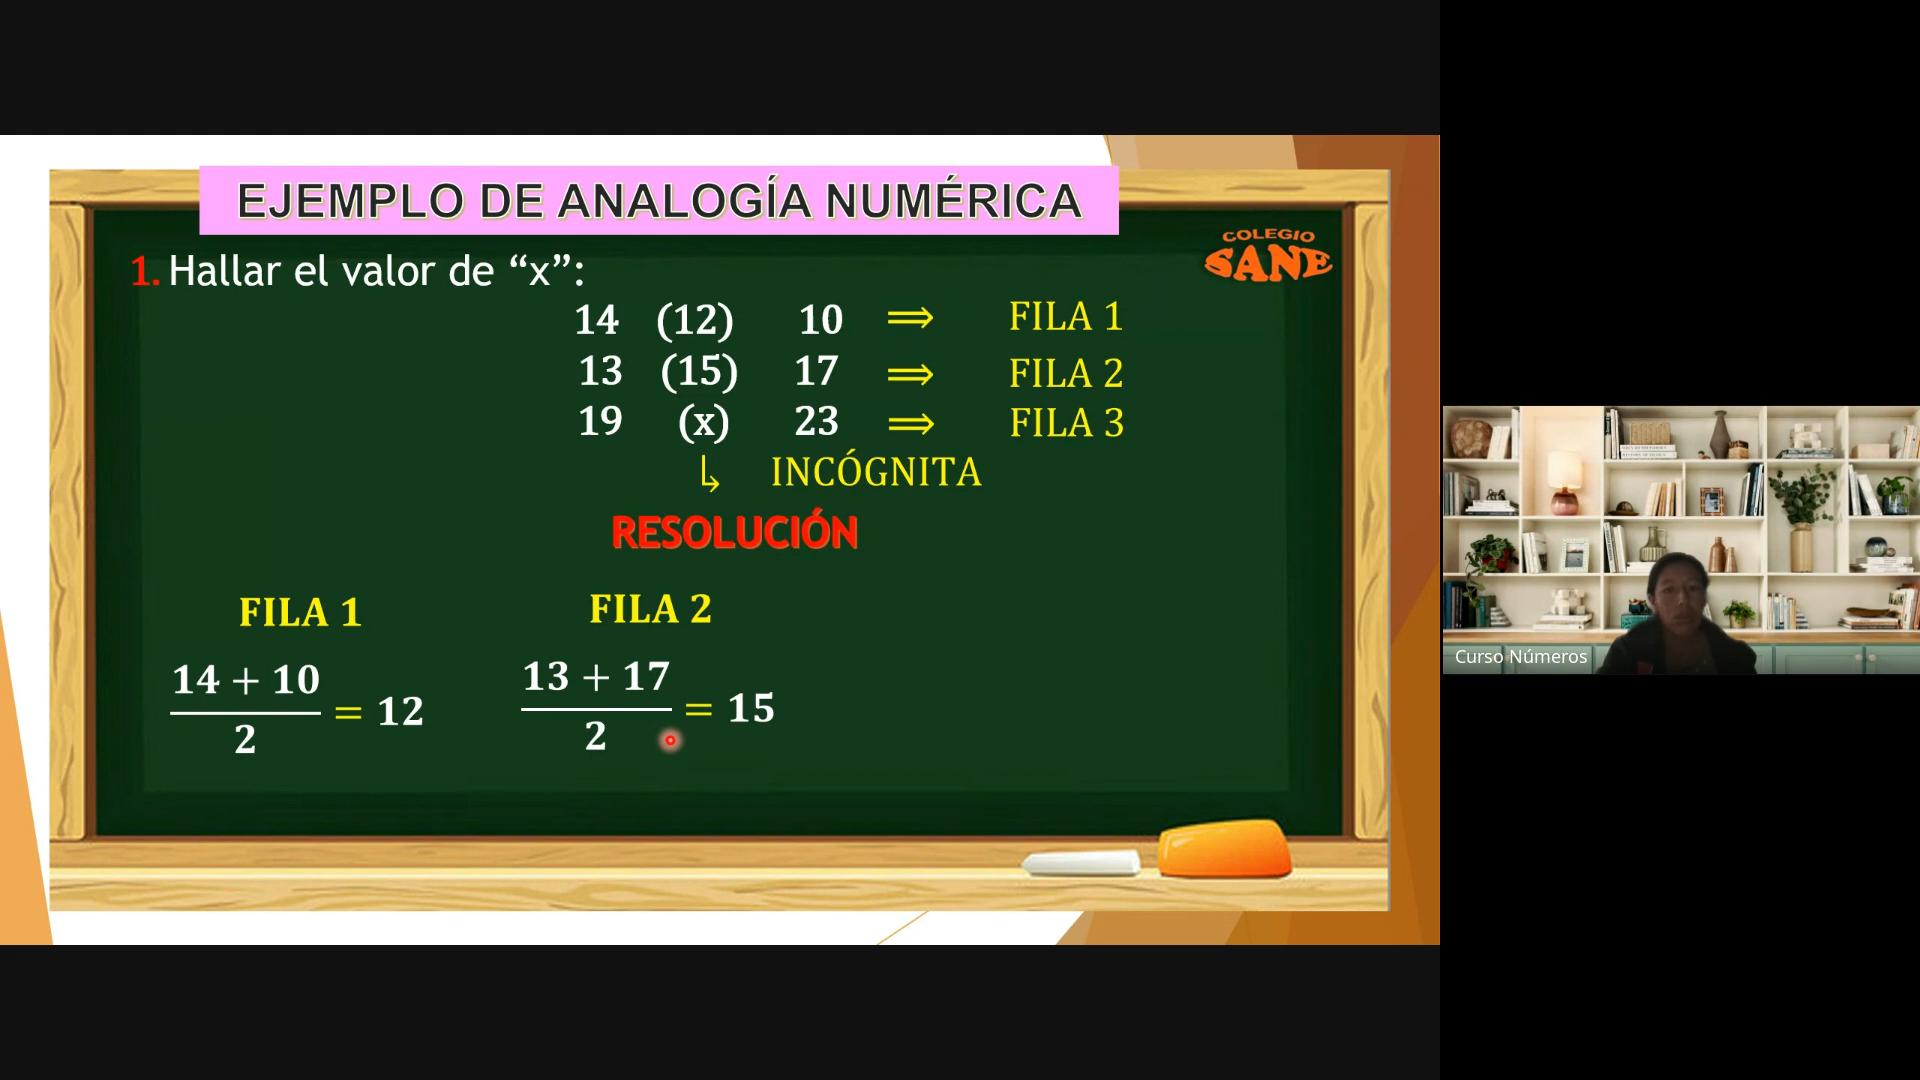 EJEMPLO DE ANALOGÍA NUMÉRICA
COLEGIO
SANE
1. Hallar el valor de “x”:
14 (12) 10 ⟹ FILA 1
13 (15) 17 ⟹ FILA 2
19 (x) 23 ⟹ FILA 3
↳ INCÓGNITA
RESOLUCIÓN
FILA 1 FILA 2
14 + 10
2
= 12
13 + 17
2
= 15
Curso Números